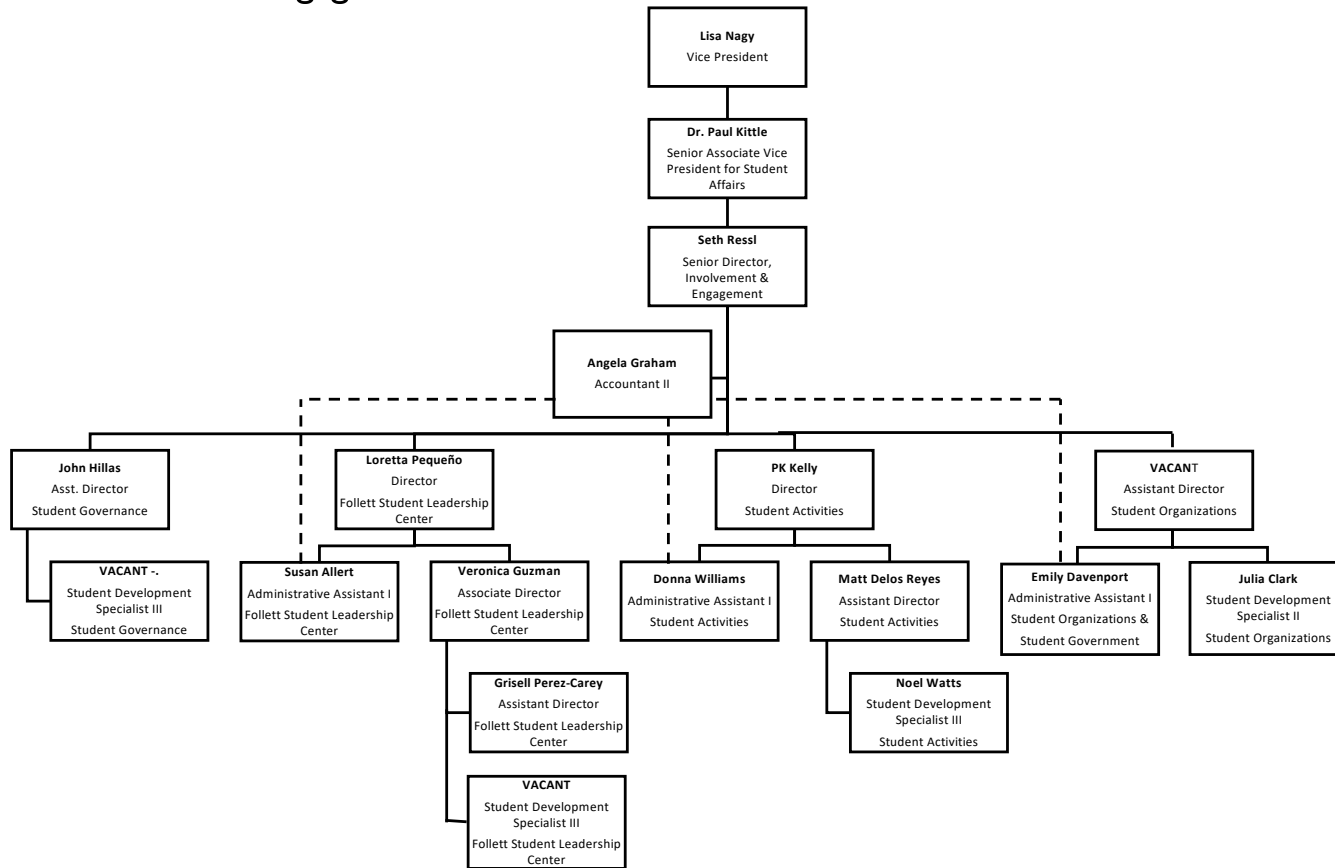 Lisa Nagy
Vice President
Dr. Paul Kittle
Senior Associate Vice
President for Student
Affairs
Seth Ressl
Senior Director,
Involvement &
Engagement
Angela Graham
Accountant II
John Hillas
Asst. Director
Student Governance
Loretta Pequeño
Director
Follett Student Leadership
Center
PK Kelly
Director
Student Activities
VACANT
Assistant Director
Student Organizations
VACANT -.
Student Development
Specialist III
Student Governance
Susan Allert
Administrative Assistant I
Follett Student Leadership
Center
Veronica Guzman
Associate Director
Follett Student Leadership
Center
Donna Williams
Administrative Assistant I
Student Activities
Matt Delos Reyes
Assistant Director
Student Activities
Emily Davenport
Administrative Assistant I
Student Organizations &
Student Government
Julia Clark
Student Development
Specialist II
Student Organizations
Grisell Perez-Carey
Assistant Director
Follett Student Leadership
Center
Noel Watts
Student Development
Specialist III
Student Activities
VACANT
Student Development
Specialist III
Follett Student Leadership
Center